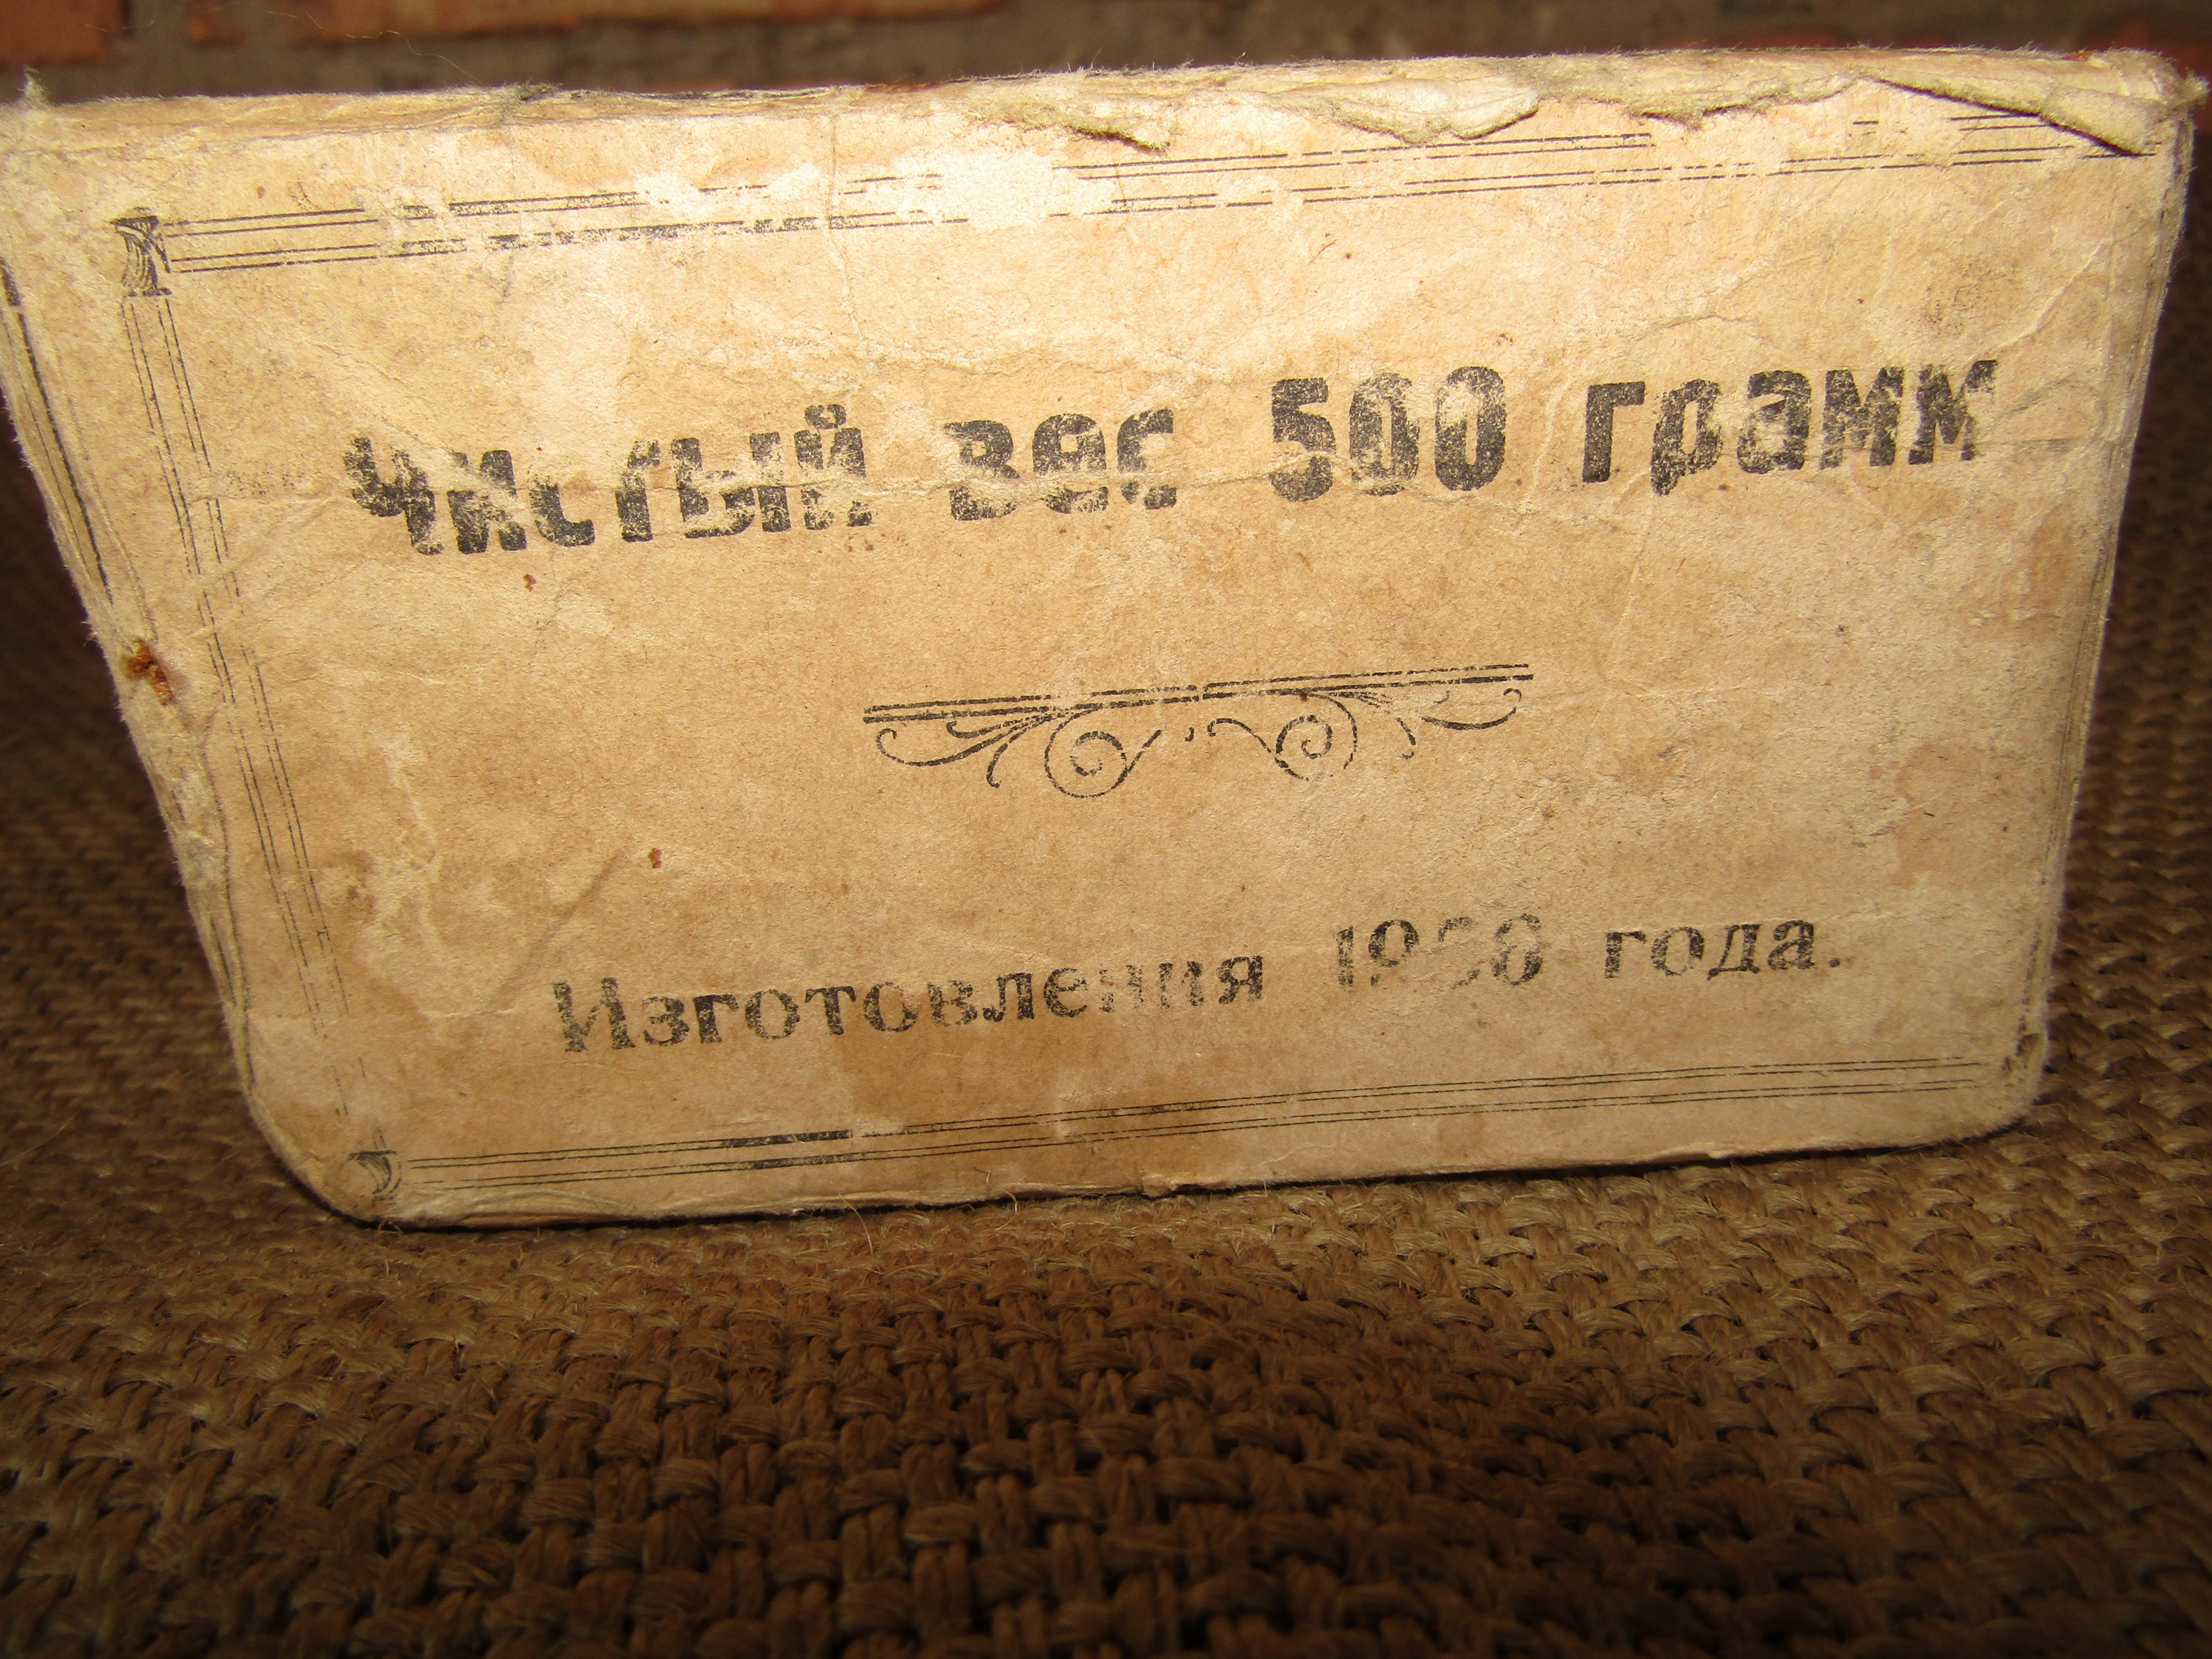 Чистый вес 500 грамм
Изготовления года.